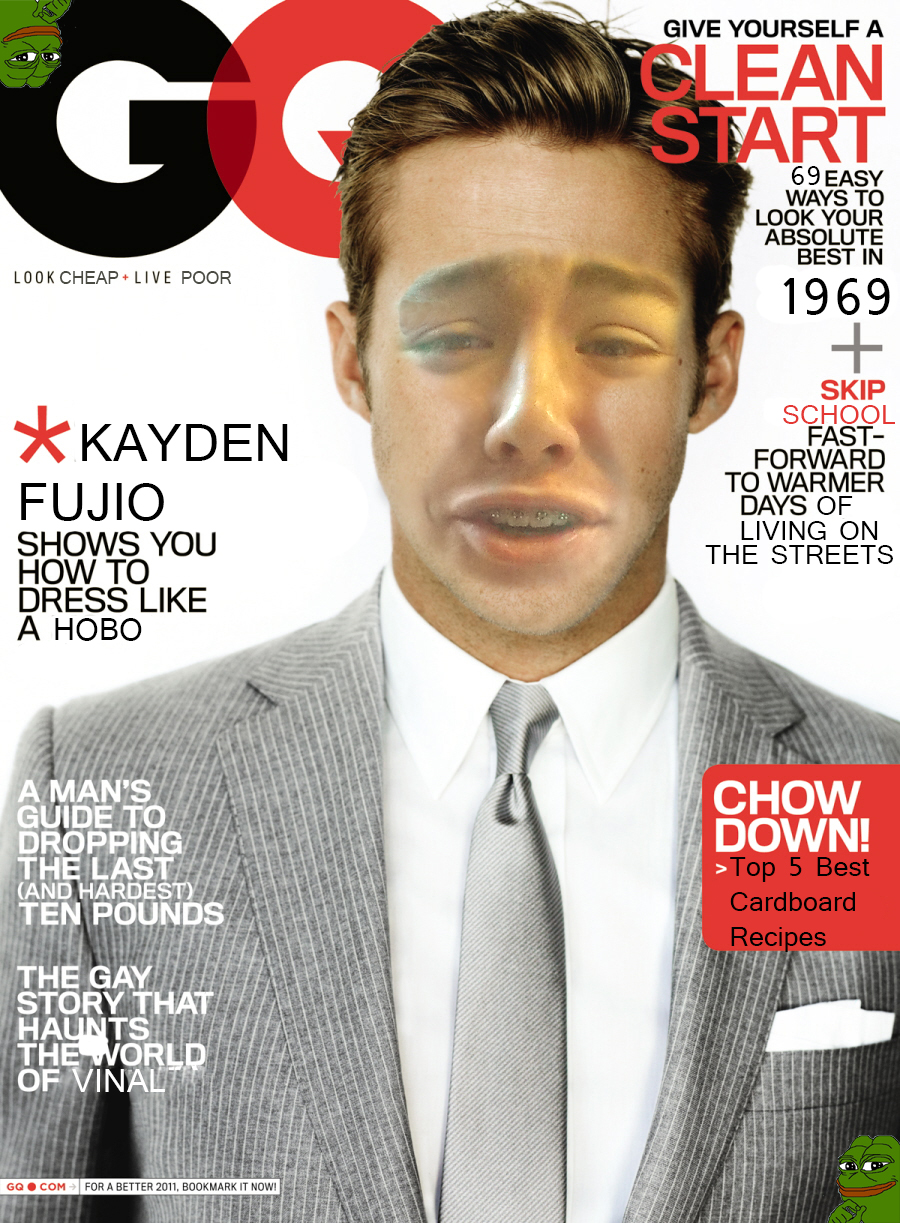 GQ
LOOK CHEAP + LIVE POOR
GIVE YOURSELF A
CLEAN
START
69 EASY
WAYS TO
LOOK YOUR
ABSOLUTE
BEST IN
1969
+
SKIP
SCHOOL
FAST-
FORWARD
TO WARMER
DAYS OF
LIVING ON
THE STREETS
*KAYDEN
FUJIO
SHOWS YOU
HOW TO
DRESS LIKE
A HOBO
A MAN'S
GUIDE TO
DROPPING
THE LAST
(AND HARDEST)
TEN POUNDS
THE GAY
STORY THAT
HAUNTS
THE WORLD
OF VINAL
CHOW
DOWN!
>Top 5 Best
Cardboard
Recipes
GQ ● COM → FOR A BETTER 2011, BOOKMARK IT NOW!